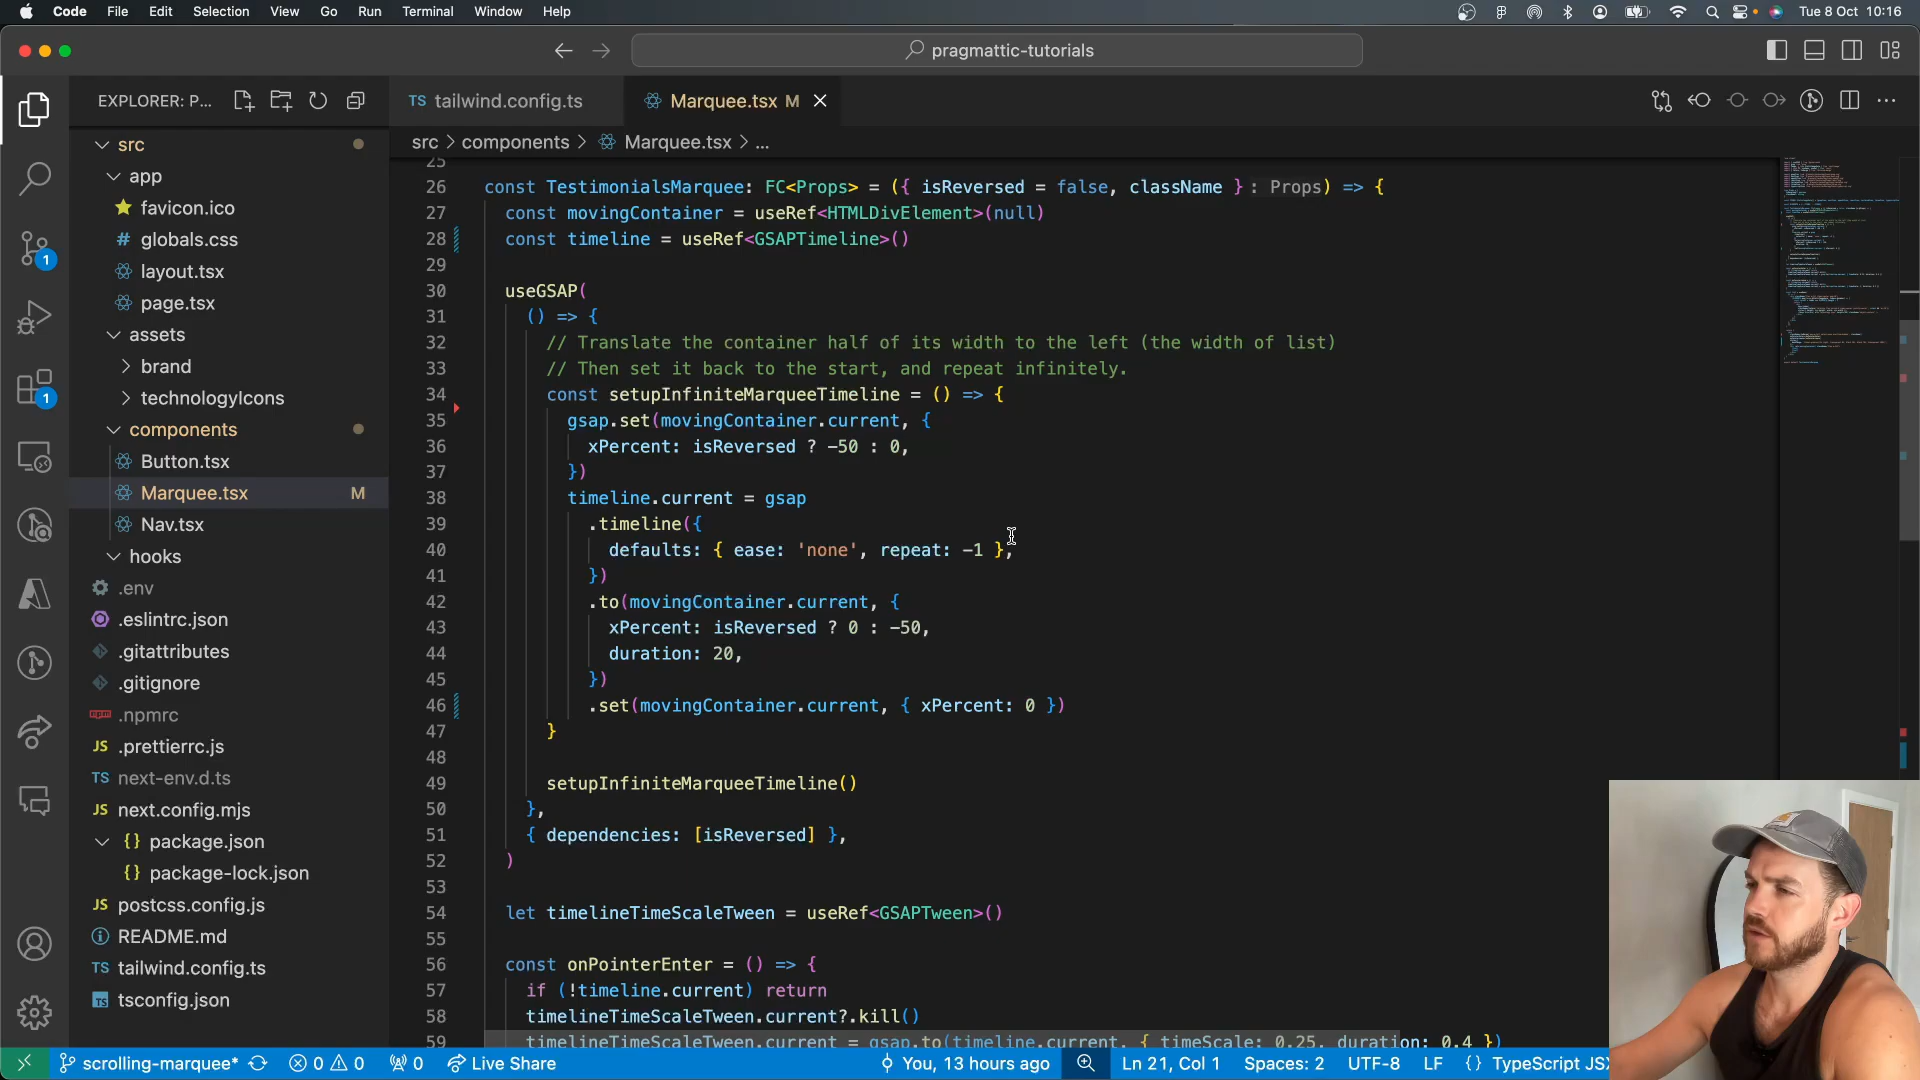 Code File Edit Selection View Go Run Terminal Window Help
Tue 8 Oct 10:16
pragmattic-tutorials
EXPLORER: P...
src
app
favicon.ico
# globals.css
layout.tsx
page.tsx
assets
brand
technologyIcons
components
Button.tsx
Marquee.tsx M
Nav.tsx
hooks
.env
.eslintrc.json
.gitattributes
.gitignore
.npmrc
JS .prettierrc.js
TS next-env.d.ts
JS next.config.mjs
{} package.json
{} package-lock.json
JS postcss.config.js
README.md
TS tailwind.config.ts
tsconfig.json
1
1
TS tailwind.config.ts
Marquee.tsx M
src > components > Marquee.tsx > ...
25
26 const TestimonialsMarquee: FC<Props> = ({ isReversed = false, className }: Props) => {
27 const movingContainer = useRef<HTMLDivElement>(null)
28 const timeline = useRef<GSAPTimeline>()
29
30 useGSAP(
31 () => {
32 // Translate the container half of its width to the left (the width of list)
33 // Then set it back to the start, and repeat infinitely.
34 const setupInfiniteMarqueeTimeline = () => {
35 gsap.set(movingContainer.current, {
36 xPercent: isReversed ? -50 : 0,
37 })
38 timeline.current = gsap
39 .timeline({
40 defaults: { ease: 'none', repeat: -1 },
41 })
42 .to(movingContainer.current, {
43 xPercent: isReversed ? 0 : -50,
44 duration: 20,
45 })
46 .set(movingContainer.current, { xPercent: 0 })
47 }
48
49 setupInfiniteMarqueeTimeline()
50 },
51 { dependencies: [isReversed] },
52 )
53
54 let timelineTimeScaleTween = useRef<GSAPTween>()
55
56 const onPointerEnter = () => {
57 if (!timeline.current) return
58 timelineTimeScaleTween.current?.kill()
59 timelineTimeScaleTween.current = gsap.to(timeline.current, { timeScale: 0.25, duration: 0.4 })
scrolling-marquee* 0 0 0 Live Share
You, 13 hours ago Ln 21, Col 1 Spaces: 2 UTF-8 LF {} TypeScript JSX